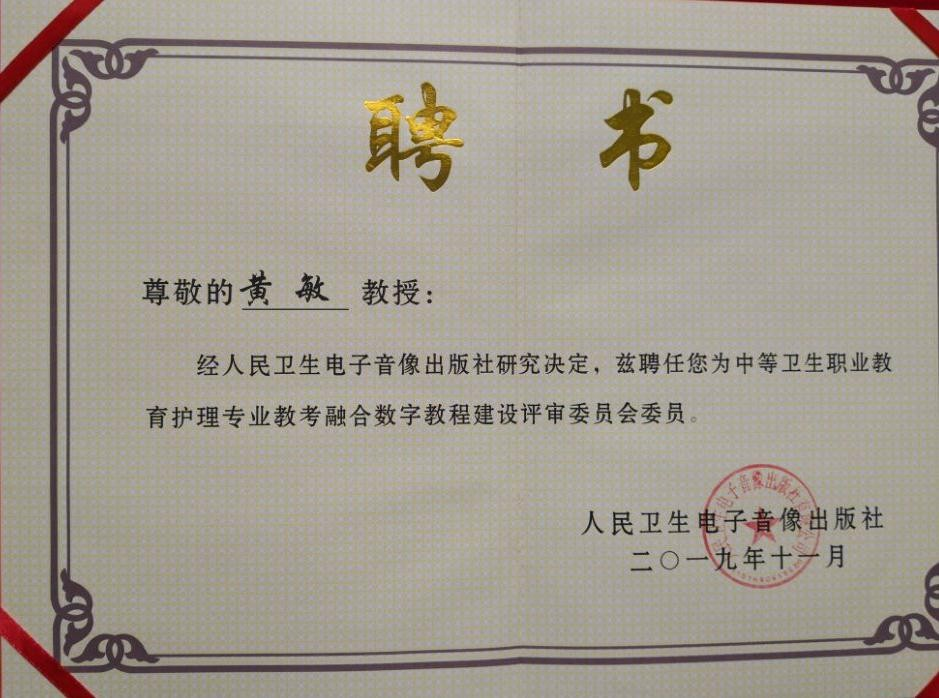 聘 书
尊敬的黄 敏 教授：
经人民卫生电子音像出版社研究决定，兹聘任您为中等卫生职业教
育护理专业教考融合数字教程建设评审委员会委员。
人民卫生电子音像出版社
二〇一九年十一月